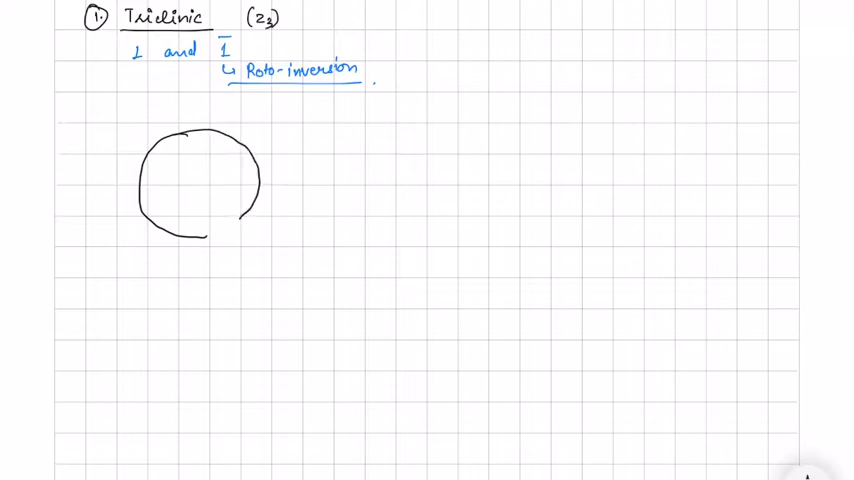 1. Triclinic (z3)
1 and 1̅
↳ Roto-inversion